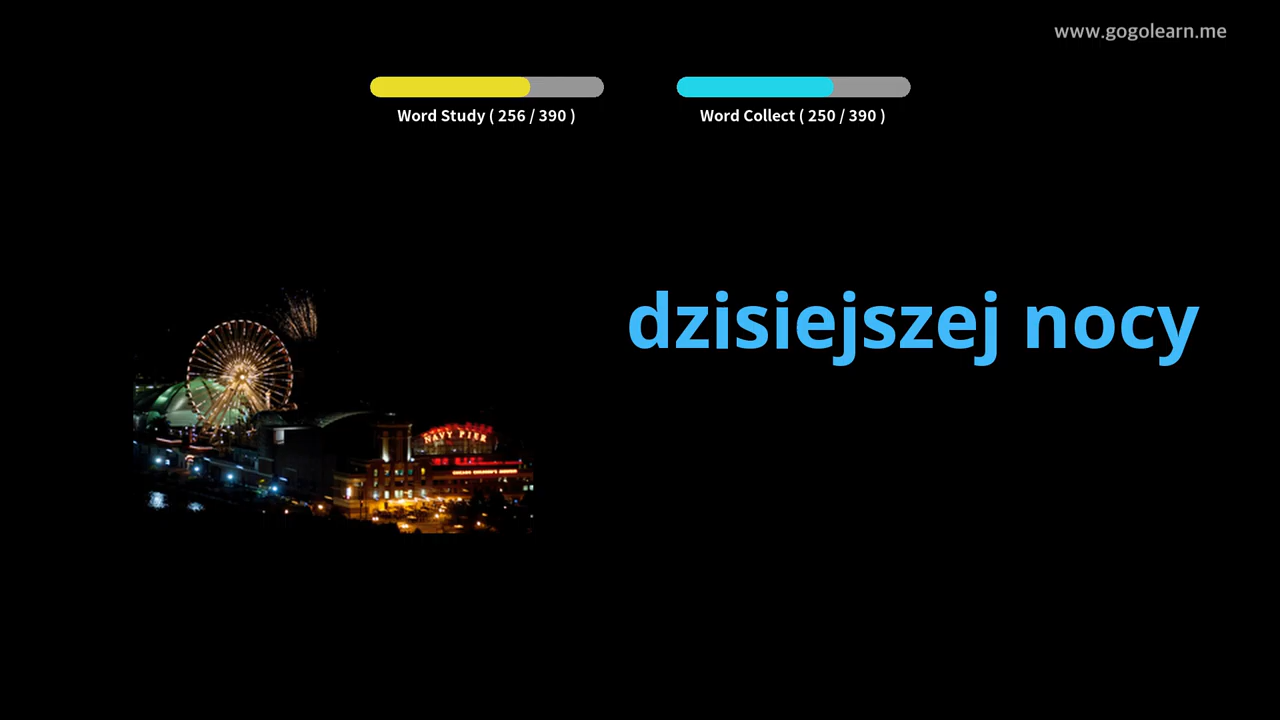 www.gogolearn.me
Word Study ( 256 / 390 )
Word Collect ( 250 / 390 )
dzisiejszej nocy
NAVY PIER